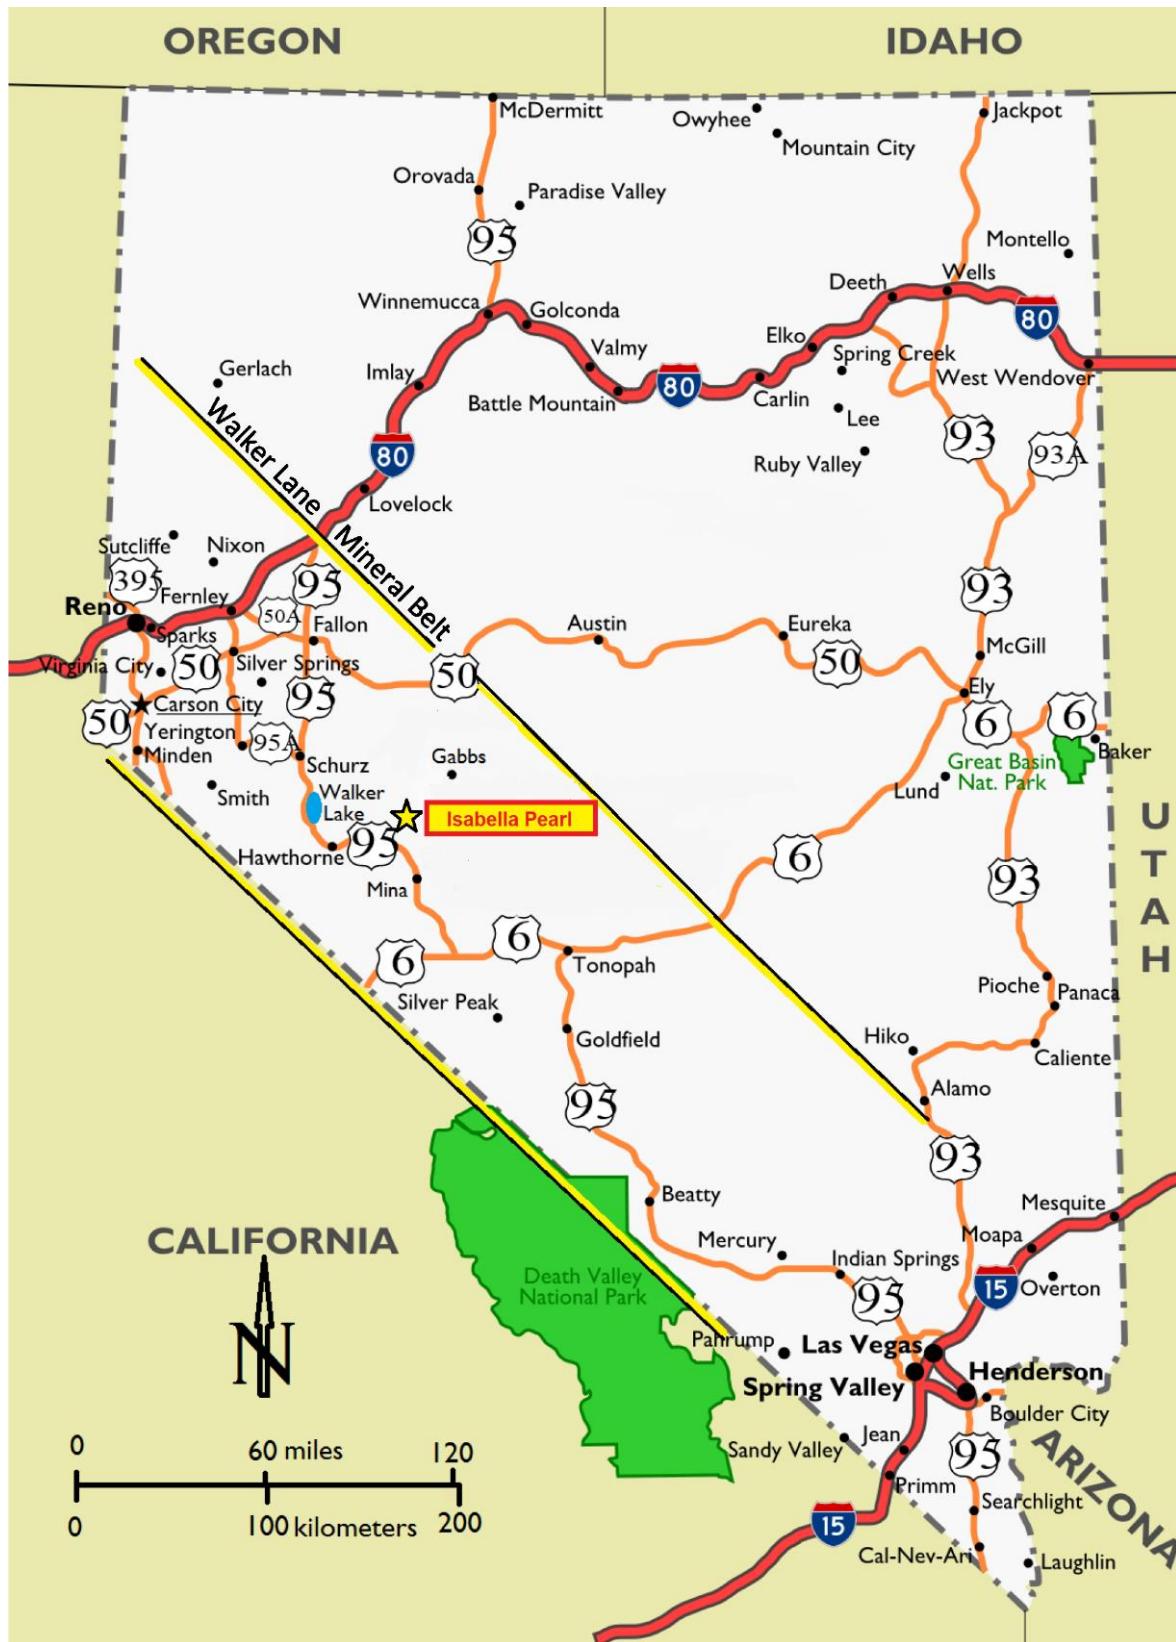 OREGON
IDAHO
McDermitt
Owyhee
Jackpot
Mountain City
Orovada
Paradise Valley
95
Montello
Deeth
Wells
Winnemucca
Golconda
80
Elko
Valmy
Spring Creek
Gerlach
Imlay
80
West Wendover
Battle Mountain
Carlin
Lee
Walker Lane
93
93A
80
Ruby Valley
Lovelock
Mineral Belt
Sutcliffe
Nixon
395
95
93
Fernley
Reno
50A
Fallon
Austin
Eureka
Sparks
McGill
Virginia City
50
Silver Springs
50
50
95
Ely
Carson City
50
6
6
Yerington
95A
Baker
Minden
Schurz
Gabbs
Great Basin
Nat. Park
Smith
Walker
Lake
Lund
Isabella Pearl
UTAH
95
Hawthorne
6
93
Mina
6
6
Tonopah
Silver Peak
Pioche
Panaca
Goldfield
Hiko
Caliente
Alamo
95
93
Beatty
Mesquite
CALIFORNIA
Mercury
Moapa
Indian Springs
N
Death Valley
National Park
15
Overton
95
Pahrump
Las Vegas
Henderson
Spring Valley
Boulder City
0
60 miles
120
Sandy Valley
Jean
95
ARIZONA
Primm
Searchlight
0
100 kilometers
200
15
Cal-Nev-Ari
Laughlin